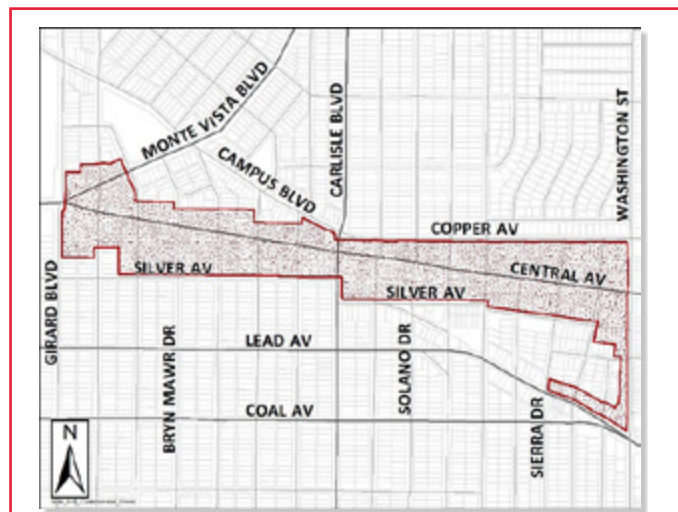 MONTE VISTA BLVD
CAMPUS BLVD
CARLISLE BLVD
WASHINGTON ST
COPPER AV
CENTRAL AV
SILVER AV
SILVER AV
GIRARD BLVD
BRYN MAWR DR
LEAD AV
SOLANO DR
COAL AV
SIERRA DR
N